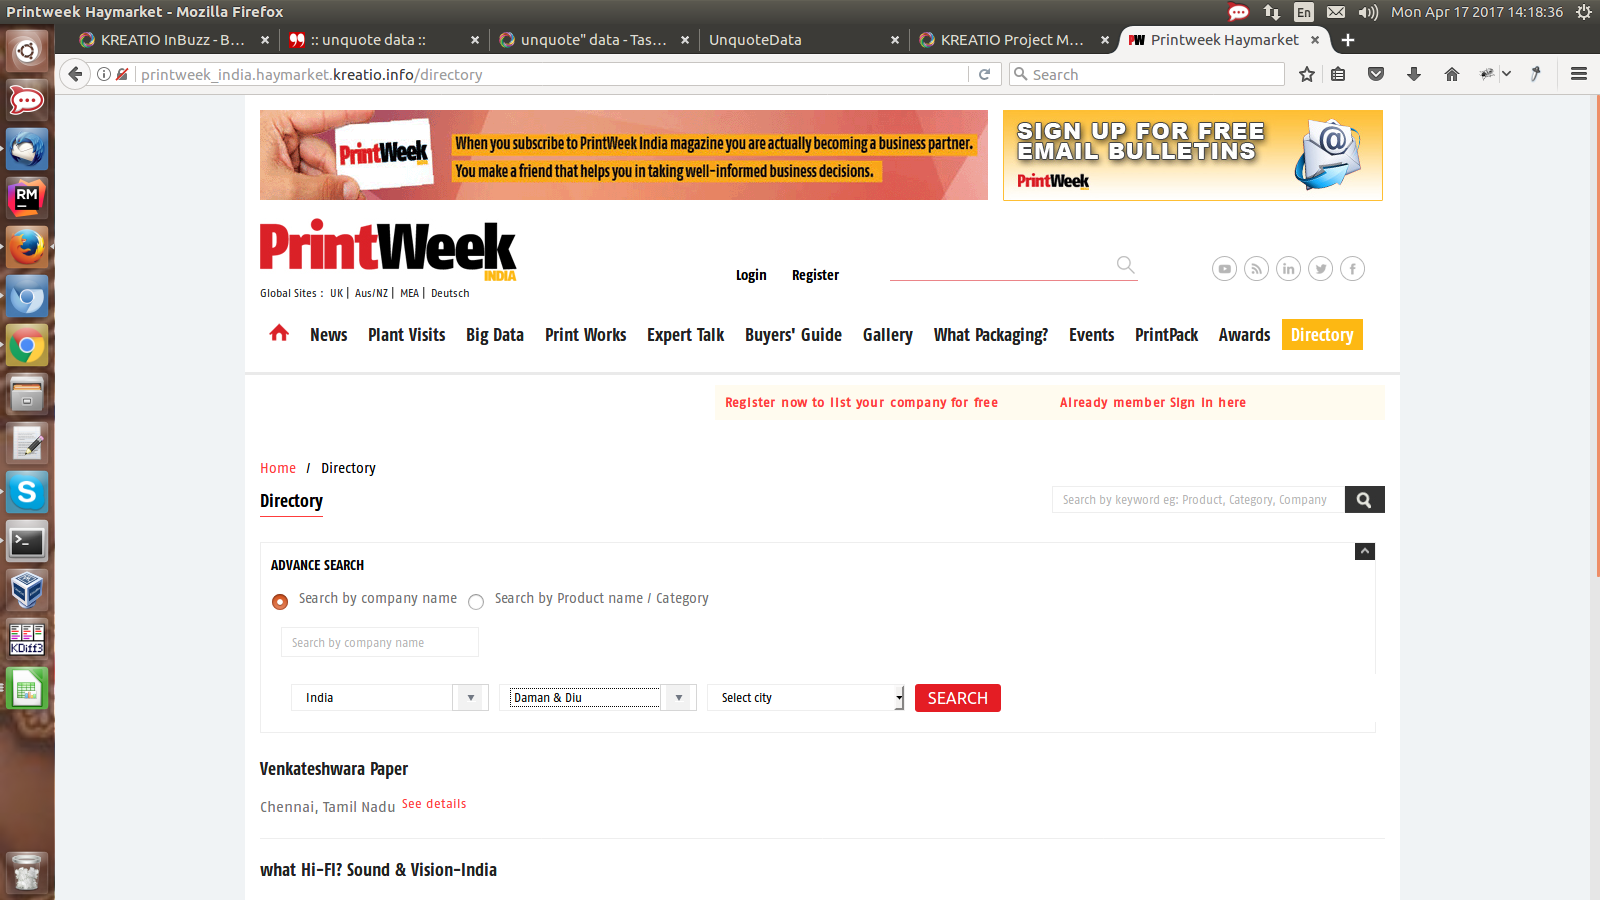 Printweek Haymarket - Mozilla Firefox
En
Mon Apr 17 2017 14:18:36
KREATIO InBuzz - B...
:: unquote data ::
unquote" data - Tas...
UnquoteData
KREATIO Project M...
PW Printweek Haymarket
printweek_india.haymarket.kreatio.info/directory
Search
PrintWeek INDIA
When you subscribe to PrintWeek India magazine you are actually becoming a business partner.
You make a friend that helps you in taking well-informed business decisions.
SIGN UP FOR FREE
EMAIL BULLETINS
PrintWeek
PrintWeek
INDIA
Login
Register
Global Sites : UK | Aus/NZ | MEA | Deutsch
News
Plant Visits
Big Data
Print Works
Expert Talk
Buyers' Guide
Gallery
What Packaging?
Events
PrintPack
Awards
Directory
Register now to list your company for free
Already member Sign in here
Home / Directory
Directory
Search by keyword eg: Product, Category, Company
ADVANCE SEARCH
Search by company name
Search by Product name / Category
Search by company name
India
Daman & Diu
Select city
SEARCH
Venkateshwara Paper
Chennai, Tamil Nadu See details
what Hi-FI? Sound & Vision-India
RM
S
KDiff3